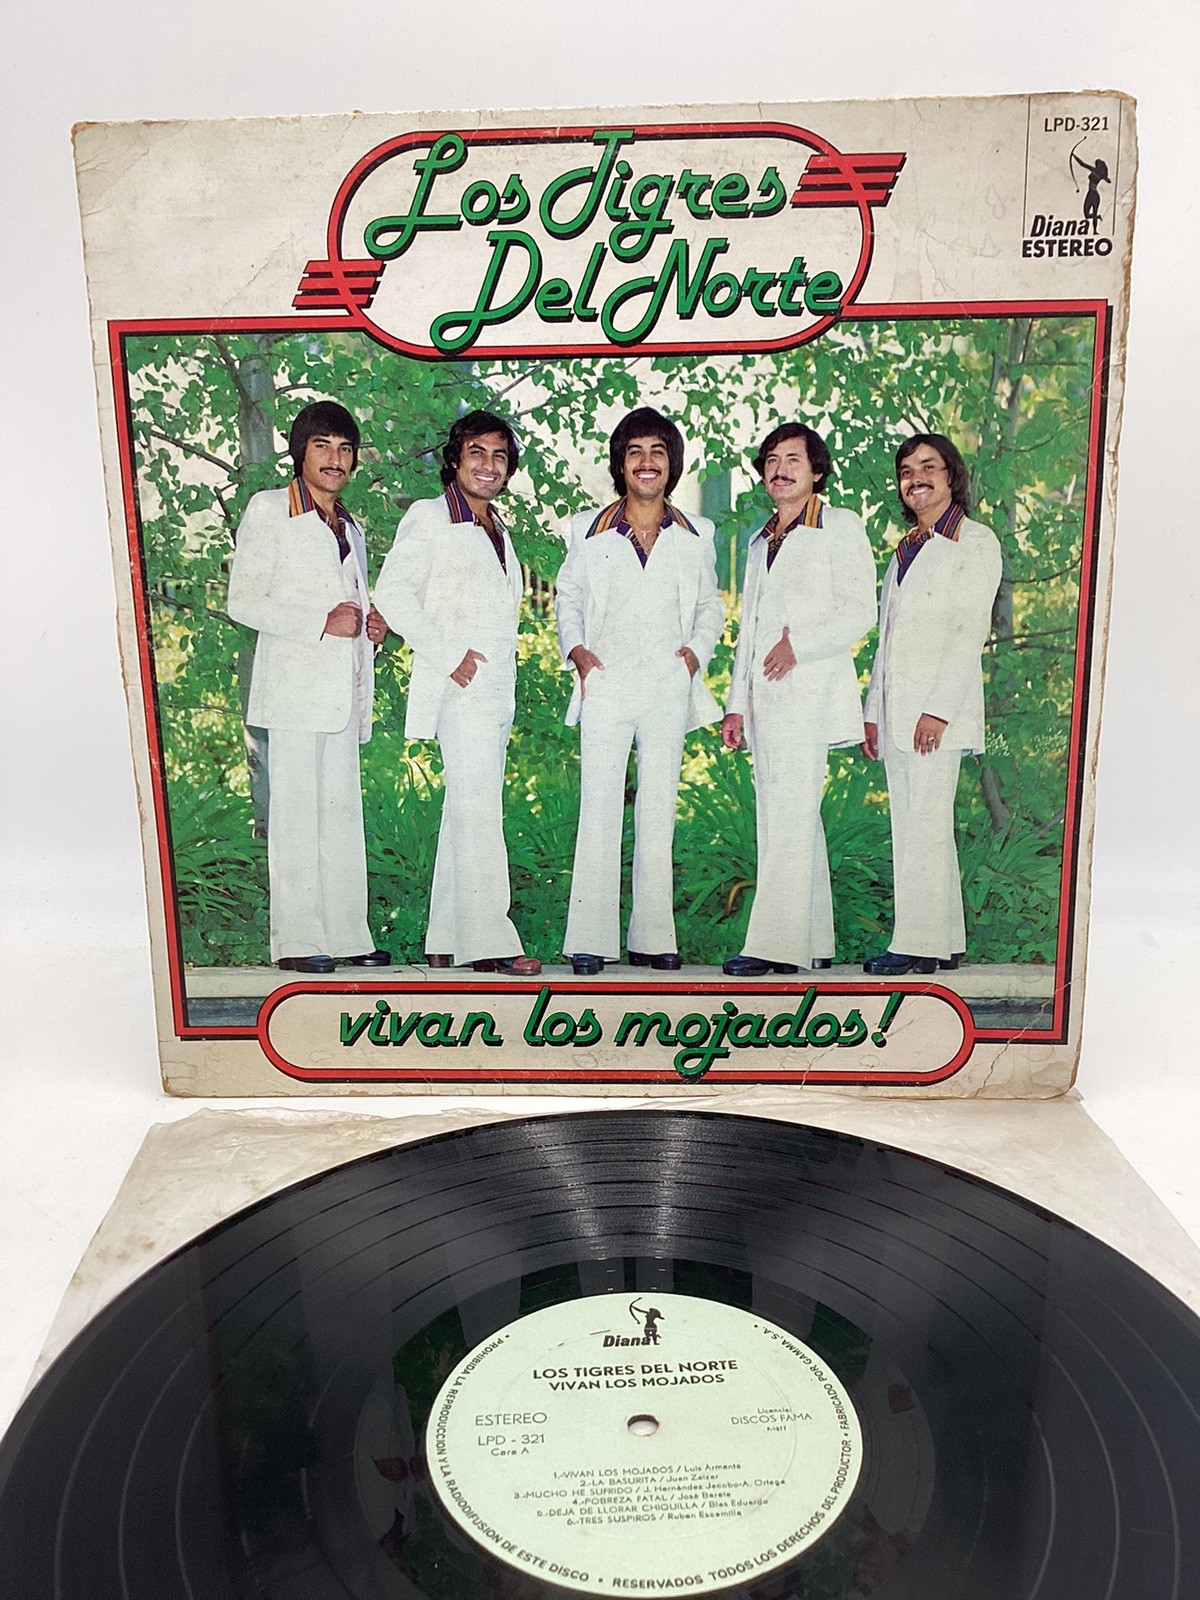 LPD-321
Diana
ESTEREO
Los Tigres
Del Norte
vivan los mojados!
Diana
LOS TIGRES DEL NORTE
VIVAN LOS MOJADOS
ESTEREO
LPD - 321
Cara A
Licencia:
DISCOS FAMA
1.-VIVAN LOS MOJADOS / Luis Armenta
2.-LA BASURITA / Juan Zaizar
3.-MUCHO HE SUFRIDO / J. Hernández Jacobo-A. Ortega
4.-POBREZA FATAL / José Barete
5.-DEJA DE LLORAR CHIQUILLA / Blas Eduardo
6.-TRES SUSPIROS / Ruben Escamilla
• PROHIBIDA LA REPRODUCCION Y LA RADIODIFUSION DE ESTE DISCO • RESERVADOS TODOS LOS DERECHOS DEL PRODUCTOR • FABRICADO POR GAMMA, S.A. •